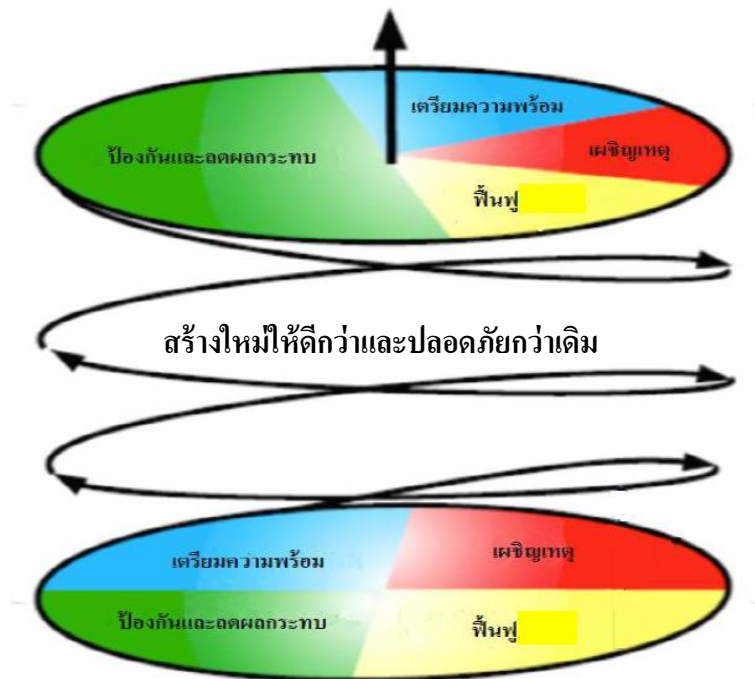 เตรียมความพร้อม
ป้องกันและลดผลกระทบ
เผชิญเหตุ
ฟื้นฟู
สร้างใหม่ให้ดีกว่าและปลอดภัยกว่าเดิม
เตรียมความพร้อม
เผชิญเหตุ
ป้องกันและลดผลกระทบ
ฟื้นฟู